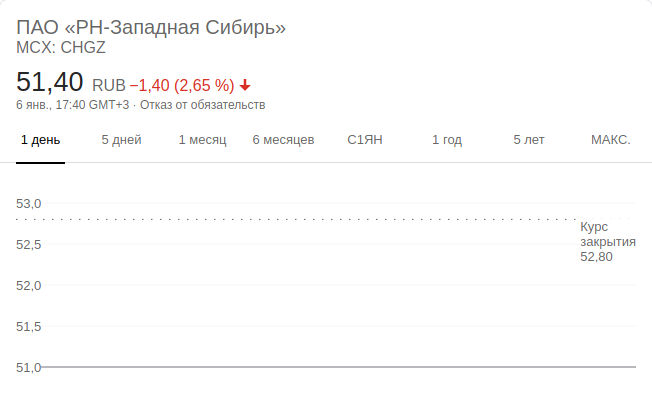 ПАО «РН-Западная Сибирь»
MCX: CHGZ
51,40 RUB −1,40 (2,65 %)
6 янв., 17:40 GMT+3 · Отказ от обязательств
1 день 5 дней 1 месяц 6 месяцев С1ЯН 1 год 5 лет МАКС.
53,0
Курс
закрытия
52,80
52,5
52,0
51,5
51,0